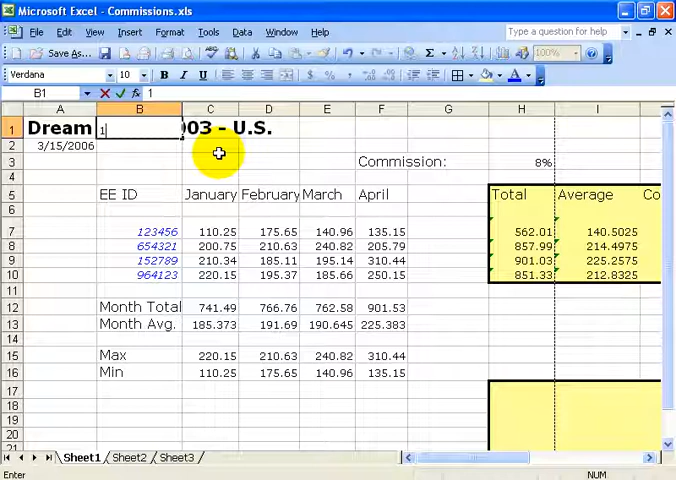 Microsoft Excel - Commissions.xls
File Edit View Insert Format Tools Data Window Help Type a question for help
Save As... 100%
Verdana 10 B I U $ % A
B1 1
A B C D E F G H I
1 Dream 1 003 - U.S.
2 3/15/2006
3 Commission: 8%
4
5 EE ID January February March April Total Average Co
6
7 123456 110.25 175.65 140.96 135.15 562.01 140.5025
8 654321 200.75 210.63 240.82 205.79 857.99 214.4975
9 152789 210.34 185.11 195.14 310.44 901.03 225.2575
10 964123 220.15 195.37 185.66 250.15 851.33 212.8325
11
12 Month Total 741.49 766.76 762.58 901.53
13 Month Avg. 185.373 191.69 190.645 225.383
14
15 Max 220.15 210.63 240.82 310.44
16 Min 110.25 175.65 140.96 135.15
17
18
19
20
21
Sheet1 Sheet2 Sheet3
Enter NUM